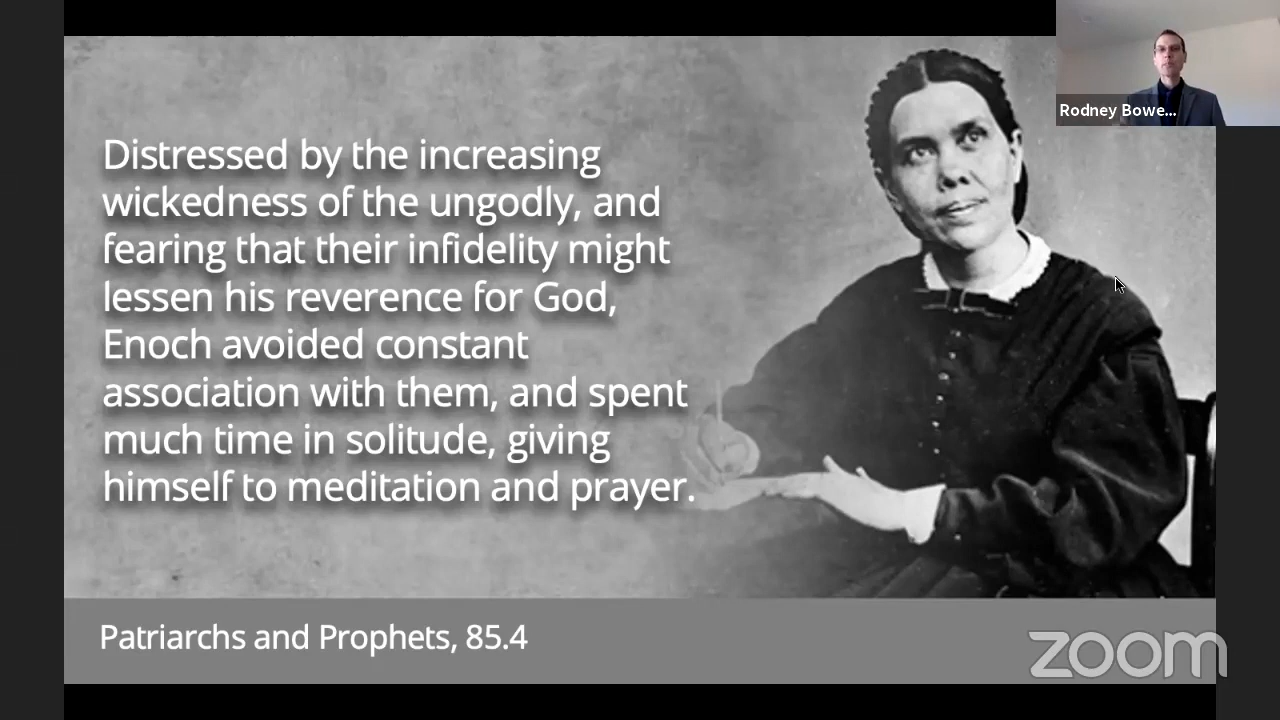 Rodney Bowe...
Distressed by the increasing
wickedness of the ungodly, and
fearing that their infidelity might
lessen his reverence for God,
Enoch avoided constant
association with them, and spent
much time in solitude, giving
himself to meditation and prayer.
Patriarchs and Prophets, 85.4
zoom